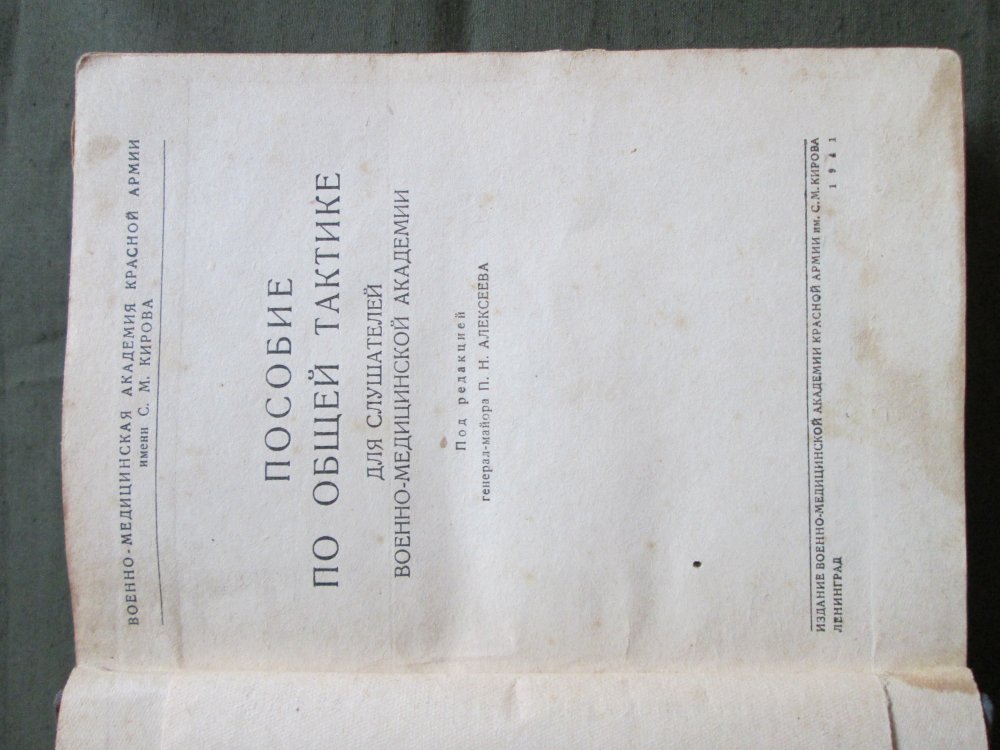 ВОЕННО-МЕДИЦИНСКАЯ АКАДЕМИЯ КРАСНОЙ АРМИИ
имени С. М. КИРОВА
ПОСОБИЕ
ПО ОБЩЕЙ ТАКТИКЕ
ДЛЯ СЛУШАТЕЛЕЙ
ВОЕННО-МЕДИЦИНСКОЙ АКАДЕМИИ
Под редакцией
генерал-майора П. Н. АЛЕКСЕЕВА
ИЗДАНИЕ ВОЕННО-МЕДИЦИНСКОЙ АКАДЕМИИ КРАСНОЙ АРМИИ им. С. М. КИРОВА
ЛЕНИНГРАД 1941